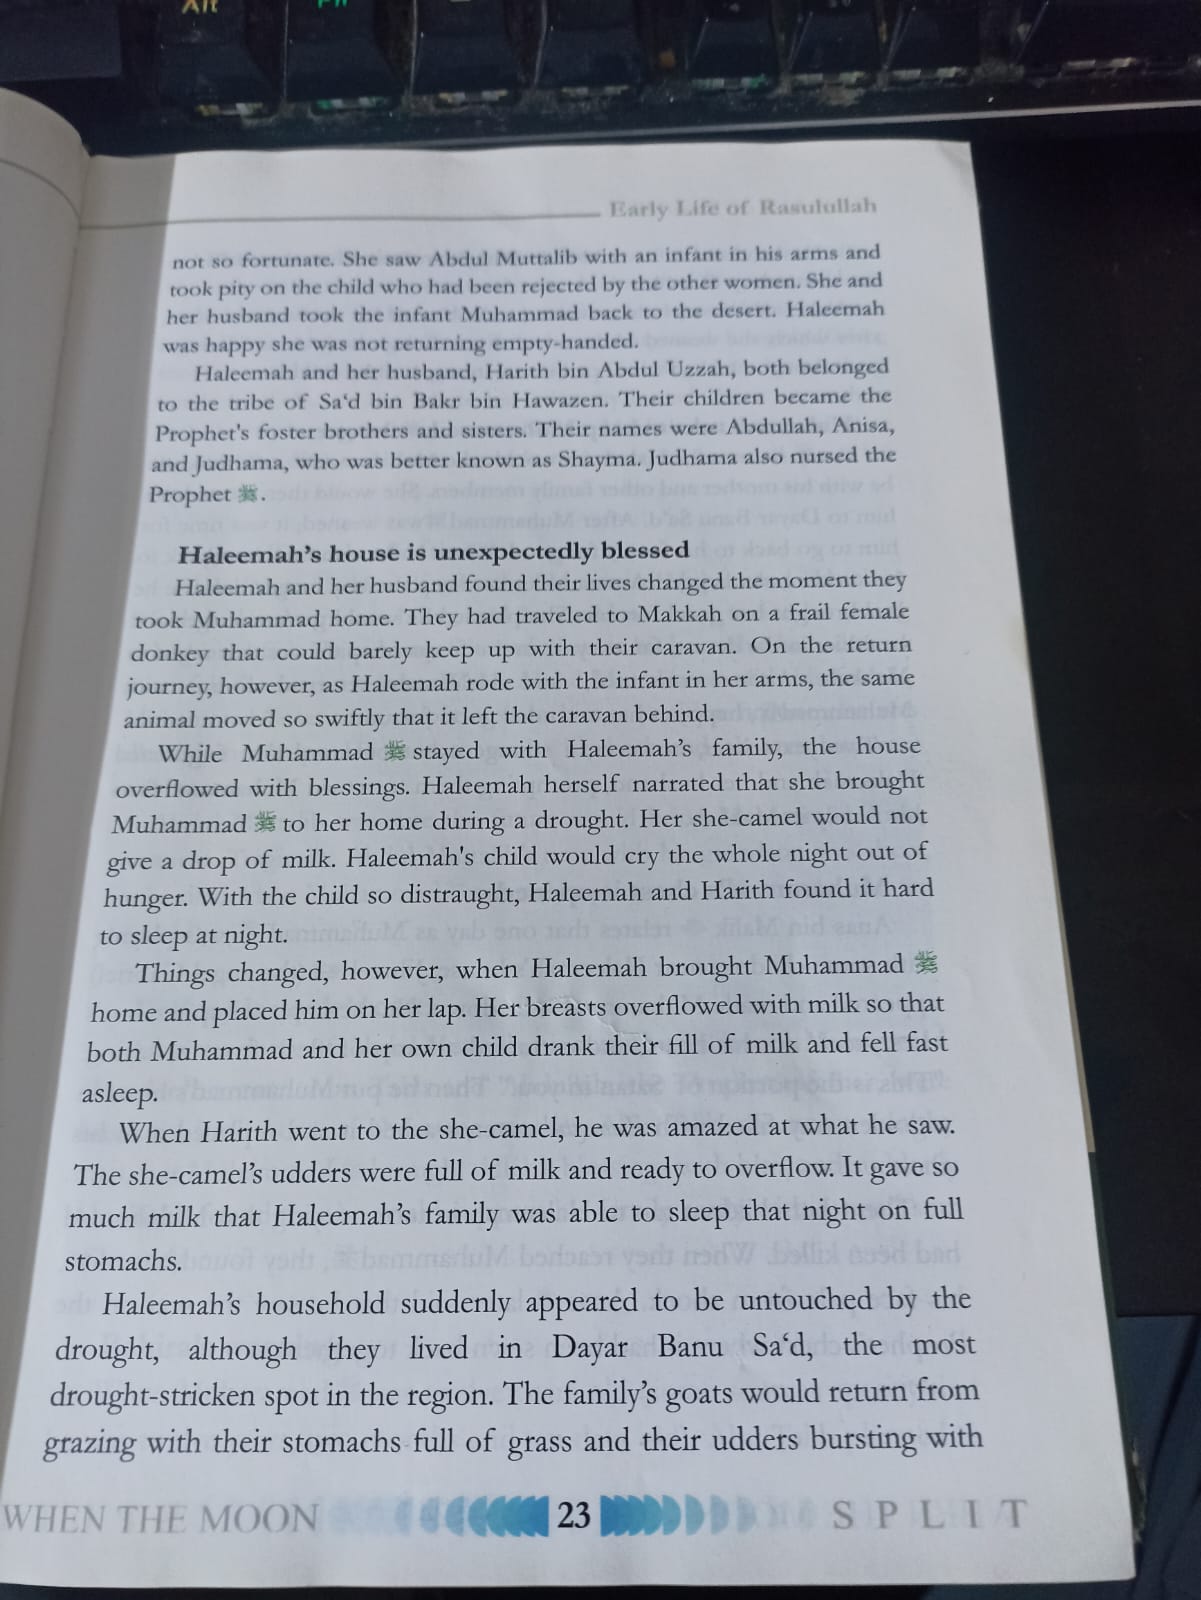 Alt
Early Life of Rasulullah
not so fortunate. She saw Abdul Muttalib with an infant in his arms and
took pity on the child who had been rejected by the other women. She and
her husband took the infant Muhammad back to the desert. Haleemah
was happy she was not returning empty-handed.
Haleemah and her husband, Harith bin Abdul Uzzah, both belonged
to the tribe of Sa‘d bin Bakr bin Hawazen. Their children became the
Prophet's foster brothers and sisters. Their names were Abdullah, Anisa,
and Judhama, who was better known as Shayma. Judhama also nursed the
Prophet ﷺ.
Haleemah’s house is unexpectedly blessed
Haleemah and her husband found their lives changed the moment they
took Muhammad home. They had traveled to Makkah on a frail female
donkey that could barely keep up with their caravan. On the return
journey, however, as Haleemah rode with the infant in her arms, the same
animal moved so swiftly that it left the caravan behind.
While Muhammad ﷺ stayed with Haleemah’s family, the house
overflowed with blessings. Haleemah herself narrated that she brought
Muhammad ﷺ to her home during a drought. Her she-camel would not
give a drop of milk. Haleemah's child would cry the whole night out of
hunger. With the child so distraught, Haleemah and Harith found it hard
to sleep at night.
Things changed, however, when Haleemah brought Muhammad ﷺ
home and placed him on her lap. Her breasts overflowed with milk so that
both Muhammad and her own child drank their fill of milk and fell fast
asleep.
When Harith went to the she-camel, he was amazed at what he saw.
The she-camel’s udders were full of milk and ready to overflow. It gave so
much milk that Haleemah’s family was able to sleep that night on full
stomachs.
Haleemah’s household suddenly appeared to be untouched by the
drought, although they lived in Dayar Banu Sa‘d, the most
drought-stricken spot in the region. The family’s goats would return from
grazing with their stomachs full of grass and their udders bursting with
WHEN THE MOON 23 SPLIT